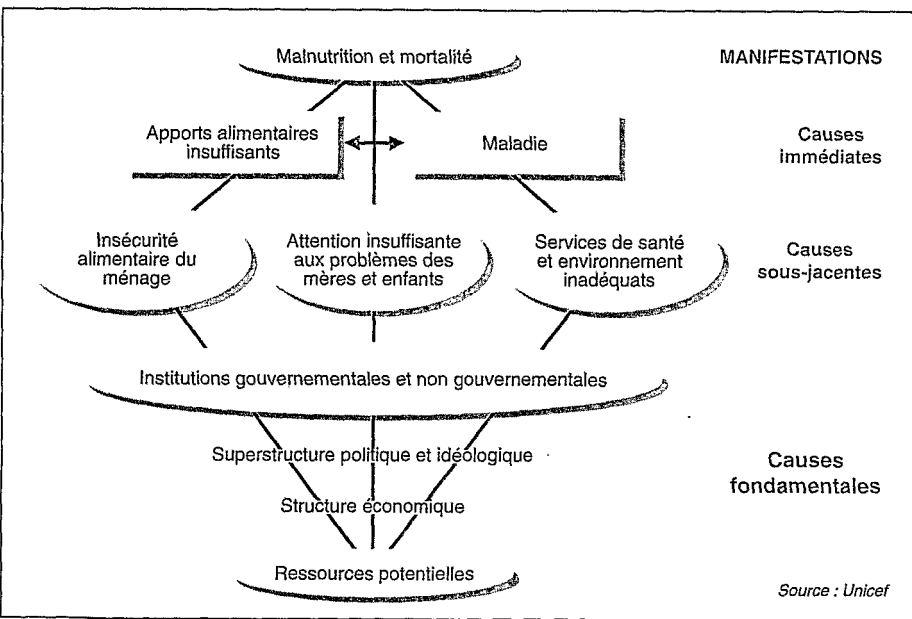 Malnutrition et mortalité
MANIFESTATIONS
Apports alimentaires
insuffisants
Maladie
Causes
immédiates
Insécurité
alimentaire du
ménage
Attention insuffisante
aux problèmes des
mères et enfants
Services de santé
et environnement
inadéquats
Causes
sous-jacentes
Institutions gouvernementales et non gouvernementales
Superstructure politique et idéologique
Structure économique
Causes
fondamentales
Ressources potentielles
Source : Unicef